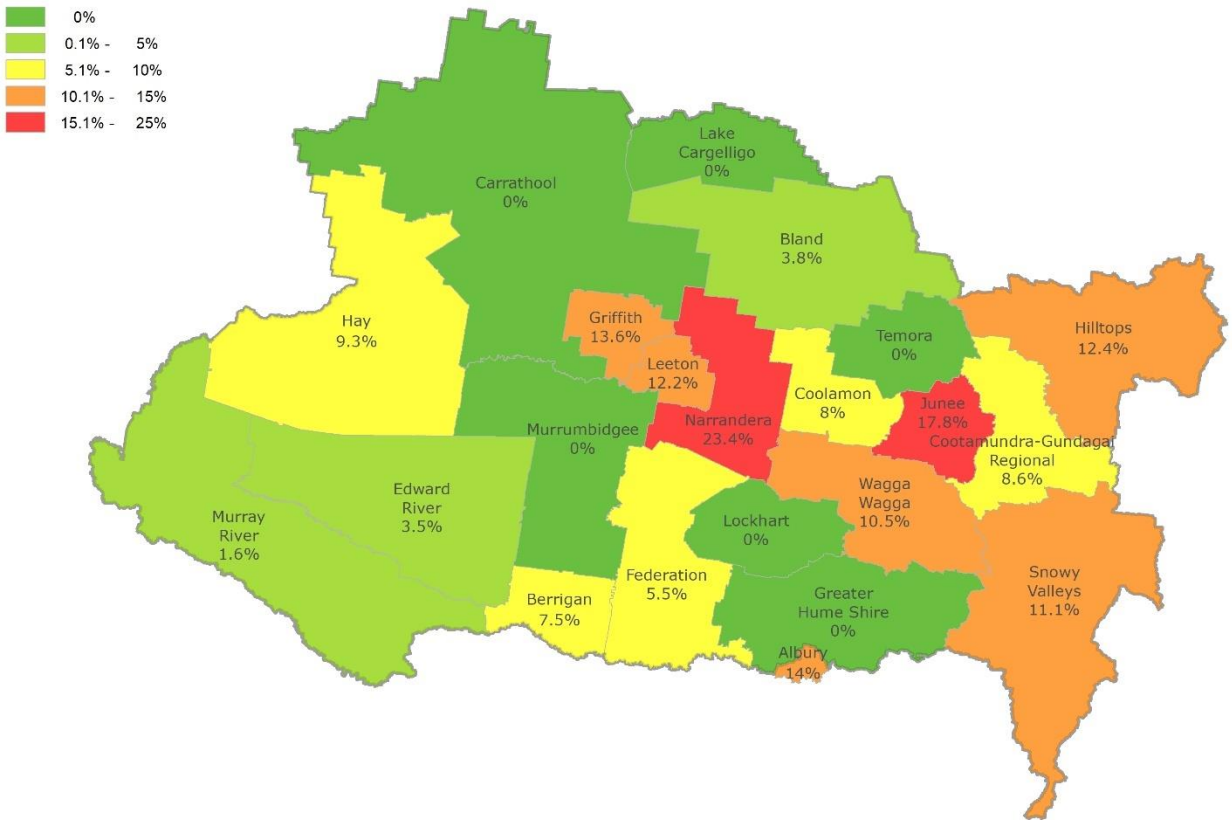 0%
0.1% - 5%
5.1% - 10%
10.1% - 15%
15.1% - 25%
Lake
Cargelligo
0%
Carrathool
0%
Bland
3.8%
Hay
9.3%
Griffith
13.6%
Leeton
12.2%
Temora
0%
Hilltops
12.4%
Coolamon
8%
Junee
17.8%
Narrandera
23.4%
Murrumbidgee
0%
Cootamundra-Gundagai
Regional
8.6%
Edward
River
3.5%
Wagga
Wagga
10.5%
Murray
River
1.6%
Lockhart
0%
Federation
5.5%
Berrigan
7.5%
Greater
Hume Shire
0%
Snowy
Valleys
11.1%
Albury
14%